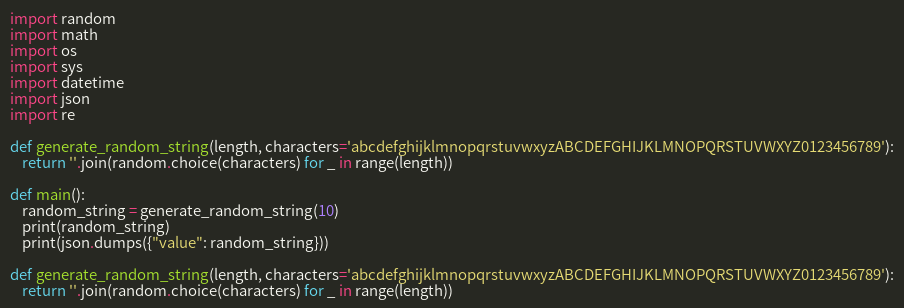 import random
import math
import os
import sys
import datetime
import json
import re

def generate_random_string(length, characters='abcdefghijklmnopqrstuvwxyzABCDEFGHIJKLMNOPQRSTUVWXYZ0123456789'):
    return ''.join(random.choice(characters) for _ in range(length))

def main():
    random_string = generate_random_string(10)
    print(random_string)
    print(json.dumps({"value": random_string}))

def generate_random_string(length, characters='abcdefghijklmnopqrstuvwxyzABCDEFGHIJKLMNOPQRSTUVWXYZ0123456789'):
    return ''.join(random.choice(characters) for _ in range(length))